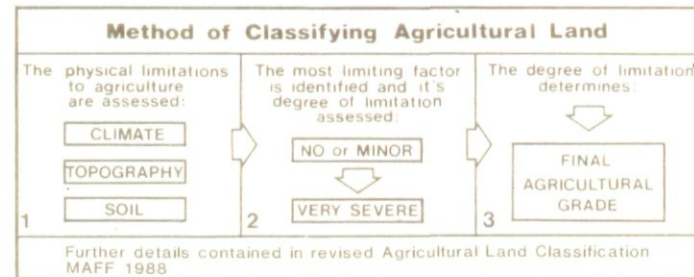 Method of Classifying Agricultural Land
The physical limitations
to agriculture
are assessed:
CLIMATE
TOPOGRAPHY
SOIL
1
The most limiting factor
is identified and it's
degree of limitation
assessed:
NO or MINOR
VERY SEVERE
2
The degree of limitation
determines:
FINAL
AGRICULTURAL
GRADE
3
Further details contained in revised Agricultural Land Classification
MAFF 1988